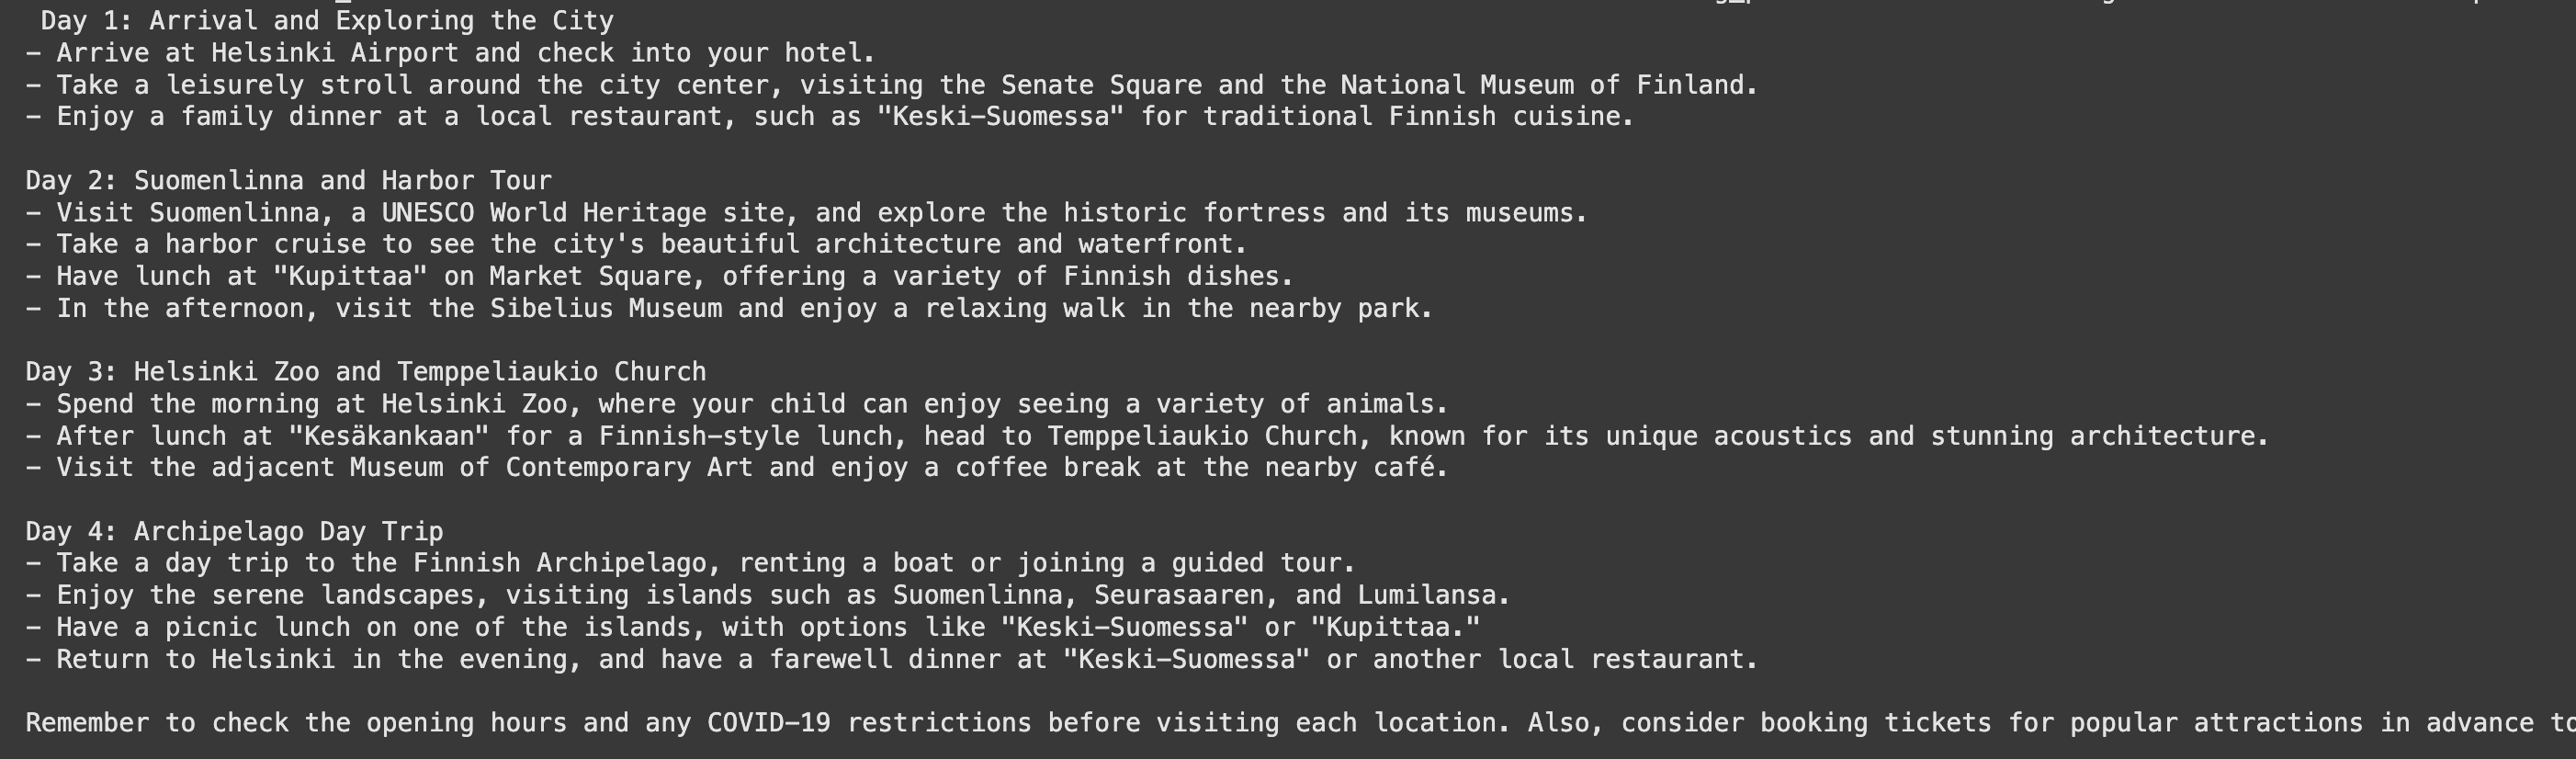 Day 1: Arrival and Exploring the City
- Arrive at Helsinki Airport and check into your hotel.
- Take a leisurely stroll around the city center, visiting the Senate Square and the National Museum of Finland.
- Enjoy a family dinner at a local restaurant, such as "Keski-Suomessa" for traditional Finnish cuisine.
Day 2: Suomenlinna and Harbor Tour
- Visit Suomenlinna, a UNESCO World Heritage site, and explore the historic fortress and its museums.
- Take a harbor cruise to see the city's beautiful architecture and waterfront.
- Have lunch at "Kupittaa" on Market Square, offering a variety of Finnish dishes.
- In the afternoon, visit the Sibelius Museum and enjoy a relaxing walk in the nearby park.
Day 3: Helsinki Zoo and Temppeliaukio Church
- Spend the morning at Helsinki Zoo, where your child can enjoy seeing a variety of animals.
- After lunch at "Kesäkankaan" for a Finnish-style lunch, head to Temppeliaukio Church, known for its unique acoustics and stunning architecture.
- Visit the adjacent Museum of Contemporary Art and enjoy a coffee break at the nearby café.
Day 4: Archipelago Day Trip
- Take a day trip to the Finnish Archipelago, renting a boat or joining a guided tour.
- Enjoy the serene landscapes, visiting islands such as Suomenlinna, Seurasaaren, and Lumilansa.
- Have a picnic lunch on one of the islands, with options like "Keski-Suomessa" or "Kupittaa."
- Return to Helsinki in the evening, and have a farewell dinner at "Keski-Suomessa" or another local restaurant.
Remember to check the opening hours and any COVID-19 restrictions before visiting each location. Also, consider booking tickets for popular attractions in advance to